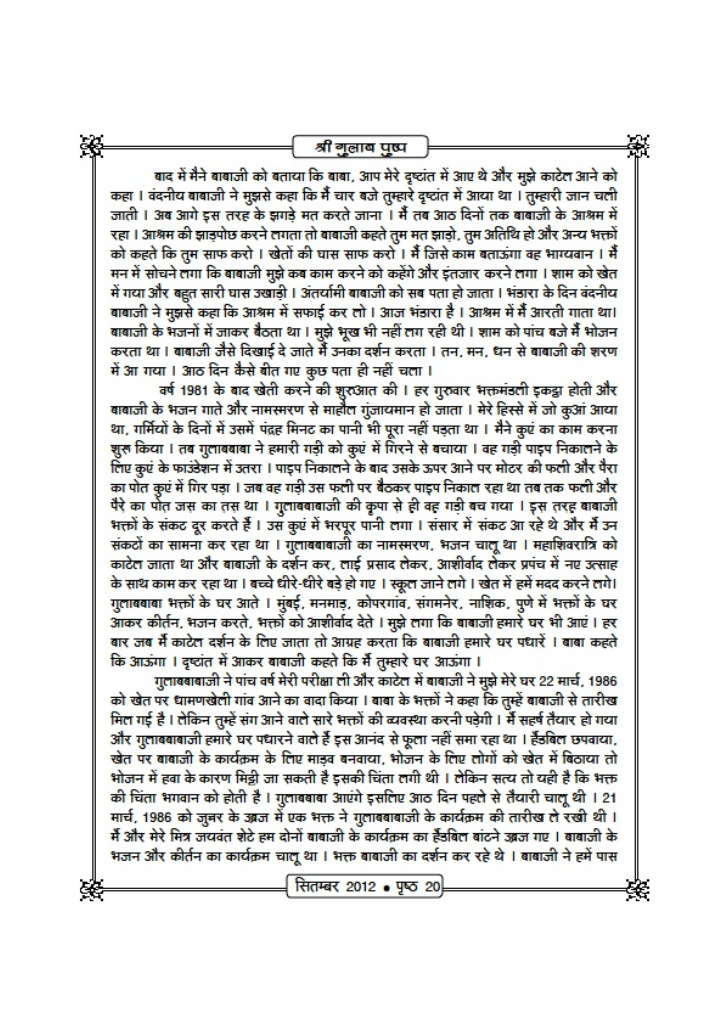 श्री गुलाब पुष्प
बाद में मैने बाबाजी को बताया कि बाबा, आप मेरे दृष्टांत में आए थे और मुझे काटेल आने को
कहा । वंदनीय बाबाजी ने मुझसे कहा कि मैं चार बजे तुम्हारे दृष्टांत में आया था । तुम्हारी जान चली
जाती । अब आगे इस तरह के झगड़े मत करते जाना । मैं तब आठ दिनों तक बाबाजी के आश्रम में
रहा । आश्रम की झाड़पोछ करने लगता तो बाबाजी कहते तुम मत झाड़ो, तुम अतिथि हो और अन्य भक्तों
को कहते कि तुम साफ करो । खेतों की घास साफ करो । मैं जिसे काम बताऊंगा वह भाग्यवान । मैं
मन में सोचने लगा कि बाबाजी मुझे कब काम करने को कहेंगे और इंतजार करने लगा । शाम को खेत
में गया और बहुत सारी घास उखाड़ी । अंतर्यामी बाबाजी को सब पता हो जाता । भंडारा के दिन वंदनीय
बाबाजी ने मुझसे कहा कि आश्रम में सफाई कर लो । आज भंडारा है । आश्रम में मैं आरती गाता था।
बाबाजी के भजनों में जाकर बैठता था । मुझे भूख भी नहीं लग रही थी । शाम को पांच बजे मैं भोजन
करता था । बाबाजी जैसे दिखाई दे जाते मैं उनका दर्शन करता । तन, मन, धन से बाबाजी की शरण
में आ गया । आठ दिन कैसे बीत गए कुछ पता ही नहीं चला ।
वर्ष 1981 के बाद खेती करने की शुरुआत की । हर गुरुवार भक्तमंडली इकट्ठा होती और
बाबाजी के भजन गाते और नामस्मरण से माहौल गुंजायमान हो जाता । मेरे हिस्से में जो कुआं आया
था, गर्मियों के दिनों में उसमें पंद्रह मिनट का पानी भी पूरा नहीं पड़ता था । मैने कुएं का काम करना
शुरू किया । तब गुलाबबाबा ने हमारी गड़ी को कुएं में गिरने से बचाया । वह गड़ी पाइप निकालने के
लिए कुएं के फाउंडेशन में उतरा । पाइप निकालने के बाद उसके ऊपर आने पर मोटर की फली और पैरा
का पोत कुएं में गिर पड़ा । जब वह गड़ी उस फली पर बैठकर पाइप निकाल रहा था तब तक फली और
पैरे का पोत जस का तस था । गुलाबबाबाजी की कृपा से ही वह गड़ी बच गया । इस तरह बाबाजी
भक्तों के संकट दूर करते हैं । उस कुएं में भरपूर पानी लगा । संसार में संकट आ रहे थे और मैं उन
संकटों का सामना कर रहा था । गुलाबबाबाजी का नामस्मरण, भजन चालू था । महाशिवरात्रि को
काटेल जाता था और बाबाजी के दर्शन कर, लाई प्रसाद लेकर, आशीर्वाद लेकर प्रपंच में नए उत्साह
के साथ काम कर रहा था । बच्चे धीरे-धीरे बड़े हो गए । स्कूल जाने लगे । खेत में हमें मदद करने लगे।
गुलाबबाबा भक्तों के घर आते । मुंबई, मनमाड़, कोपरगांव, संगमनेर, नाशिक, पुणे में भक्तों के घर
आकर कीर्तन, भजन करते, भक्तों को आशीर्वाद देते । मुझे लगा कि बाबाजी हमारे घर भी आएं । हर
बार जब मैं काटेल दर्शन के लिए जाता तो आग्रह करता कि बाबाजी हमारे घर पधारें । बाबा कहते
कि आऊंगा । दृष्टांत में आकर बाबाजी कहते कि मैं तुम्हारे घर आऊंगा ।
गुलाबबाबाजी ने पांच वर्ष मेरी परीक्षा ली और काटेल में बाबाजी ने मुझे मेरे घर 22 मार्च, 1986
को खेत पर धामणखेली गांव आने का वादा किया । बाबा के भक्तों ने कहा कि तुम्हें बाबाजी से तारीख
मिल गई है । लेकिन तुम्हें संग आने वाले सारे भक्तों की व्यवस्था करनी पड़ेगी । मैं सहर्ष तैयार हो गया
और गुलाबबाबाजी हमारे घर पधारने वाले हैं इस आनंद से फूला नहीं समा रहा था । हैंडबिल छपवाया,
खेत पर बाबाजी के कार्यक्रम के लिए माड़व बनवाया, भोजन के लिए लोगों को खेत में बिठाया तो
भोजन में हवा के कारण मिट्टी जा सकती है इसकी चिंता लगी थी । लेकिन सत्य तो यही है कि भक्त
की चिंता भगवान को होती है । गुलाबबाबा आएंगे इसलिए आठ दिन पहले से तैयारी चालू थी । 21
मार्च, 1986 को जुन्नर के उब्रज में एक भक्त ने गुलाबबाबाजी के कार्यक्रम की तारीख ले रखी थी ।
मैं और मेरे मित्र जयवंत शेटे हम दोनों बाबाजी के कार्यक्रम का हैंडबिल बांटने उब्रज गए । बाबाजी के
भजन और कीर्तन का कार्यक्रम चालू था । भक्त बाबाजी का दर्शन कर रहे थे । बाबाजी ने हमें पास
सितम्बर 2012 ● पृष्ठ 20